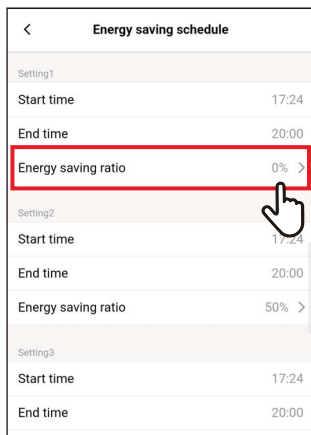 Energy saving schedule
Setting1
Start time 17:24
End time 20:00
Energy saving ratio 0%
Setting2
Start time 17:24
End time 20:00
Energy saving ratio 50%
Setting3
Start time 17:24
End time 20:00